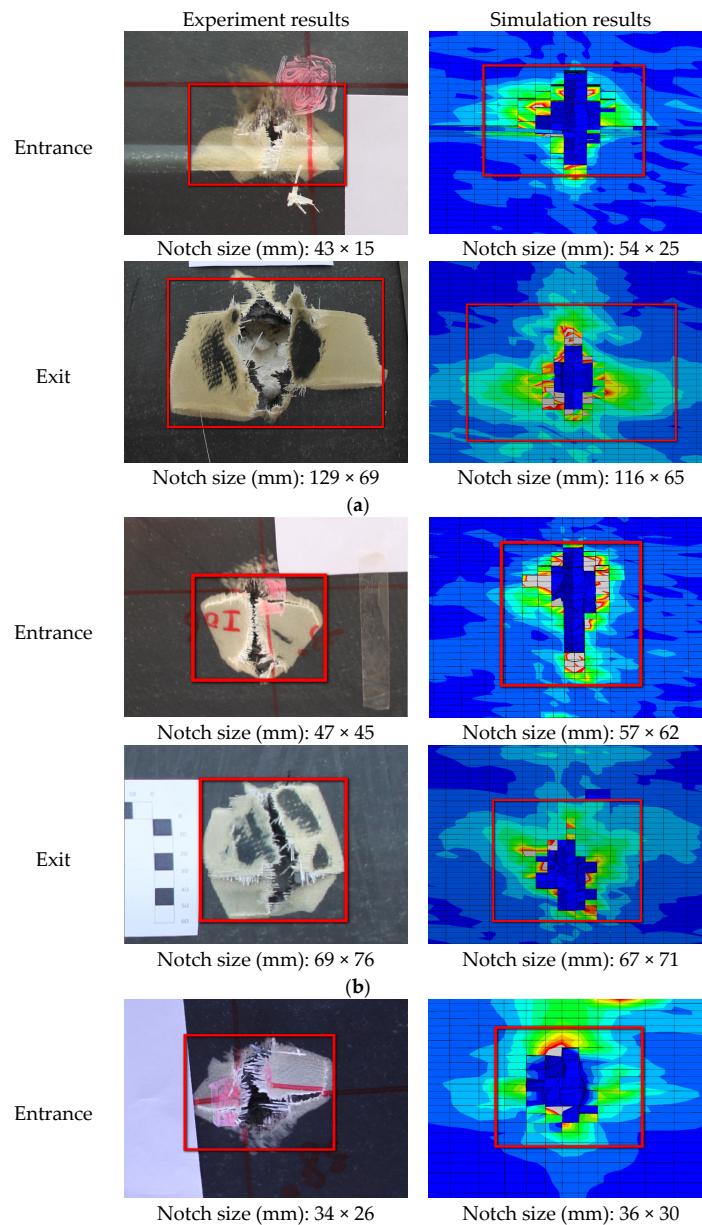 Experiment results Simulation results
Entrance
Notch size (mm): 43 × 15 Notch size (mm): 54 × 25
Exit
Notch size (mm): 129 × 69 Notch size (mm): 116 × 65
(a)
Entrance
Notch size (mm): 47 × 45 Notch size (mm): 57 × 62
Exit
Notch size (mm): 69 × 76 Notch size (mm): 67 × 71
(b)
Entrance
Notch size (mm): 34 × 26 Notch size (mm): 36 × 30